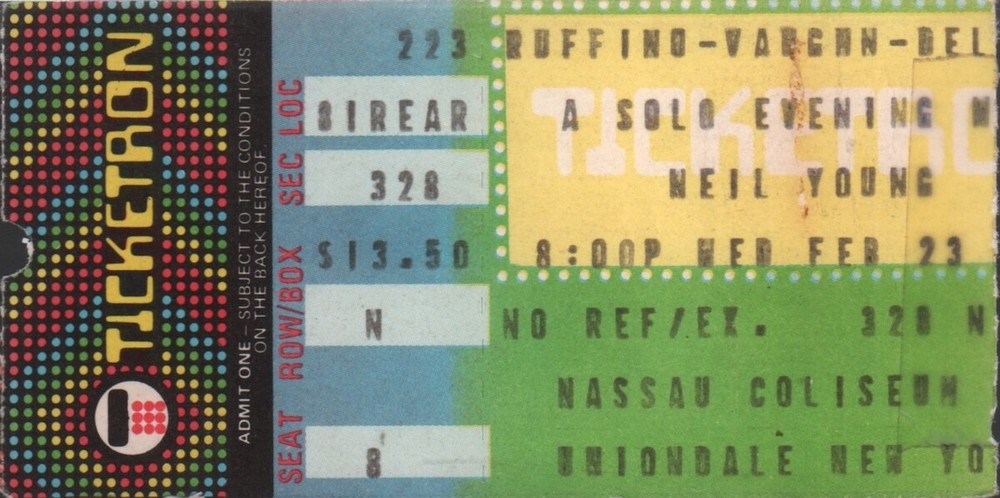 TICKETRON
ADMIT ONE – SUBJECT TO THE CONDITIONS
ON THE BACK HEREOF.
SEC LOC
ROW/BOX
SEAT
223
81REAR
328
$13.50
N
8
RUFFINO-VAUGHN-DEL
A SOLO EVENING W
NEIL YOUNG
8:00P WED FEB 23
NO REF/EX. 328 N
NASSAU COLISEUM
UNIONDALE NEW YO
TICKETRO